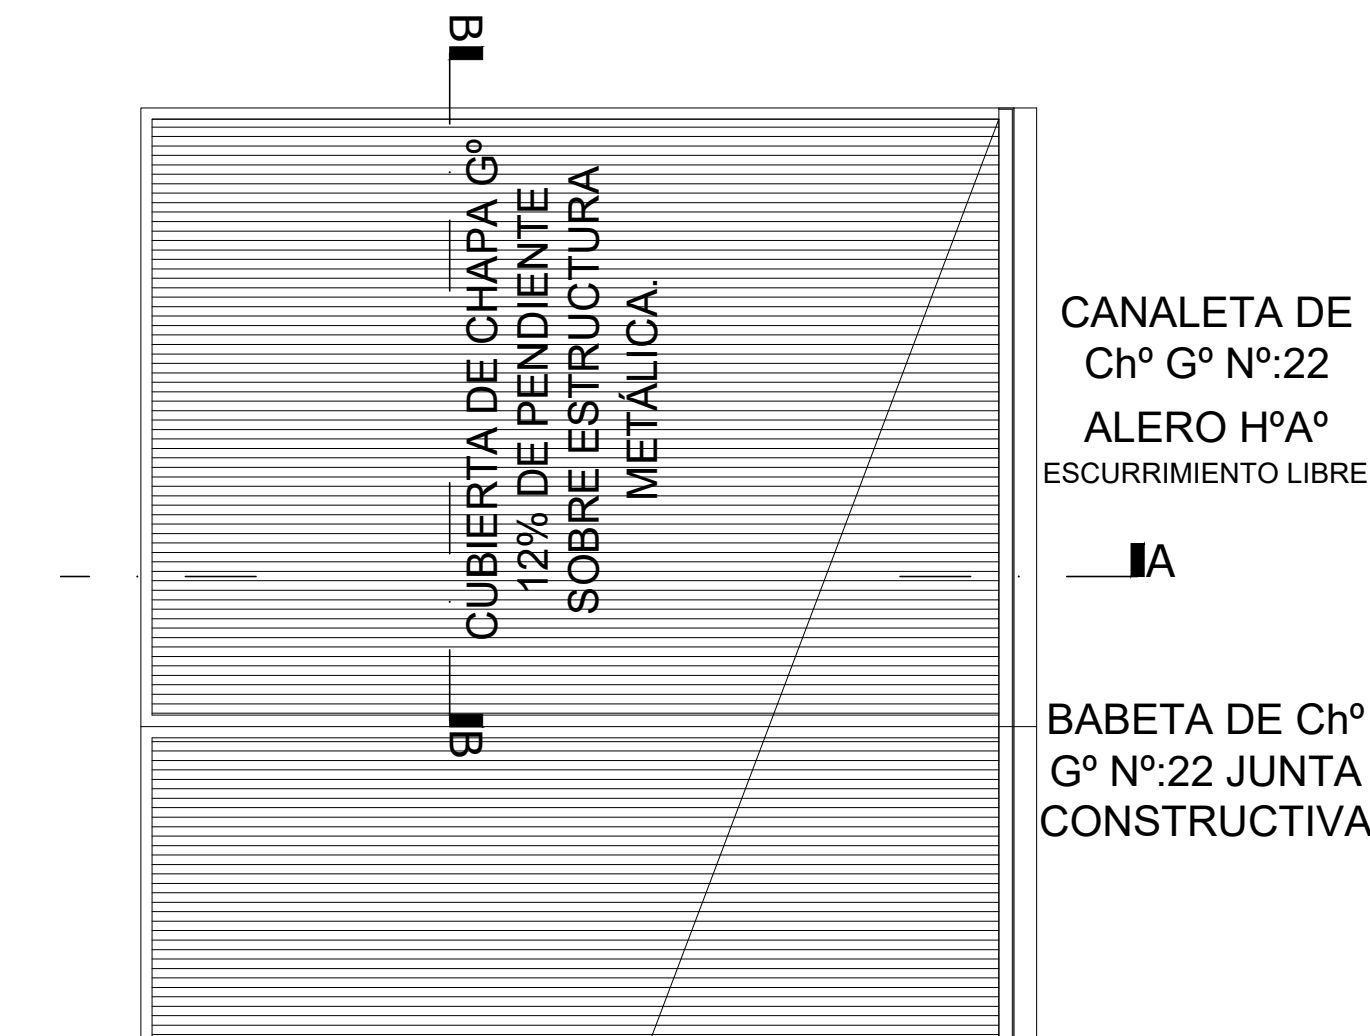 B
CUBIERTA DE CHAPA Gº
12% DE PENDIENTE
SOBRE ESTRUCTURA
METÁLICA.
B
CANALETA DE
Chº Gº Nº:22
ALERO HºAº
ESCURRIMIENTO LIBRE
A
BABETA DE Chº
Gº Nº:22 JUNTA
CONSTRUCTIVA